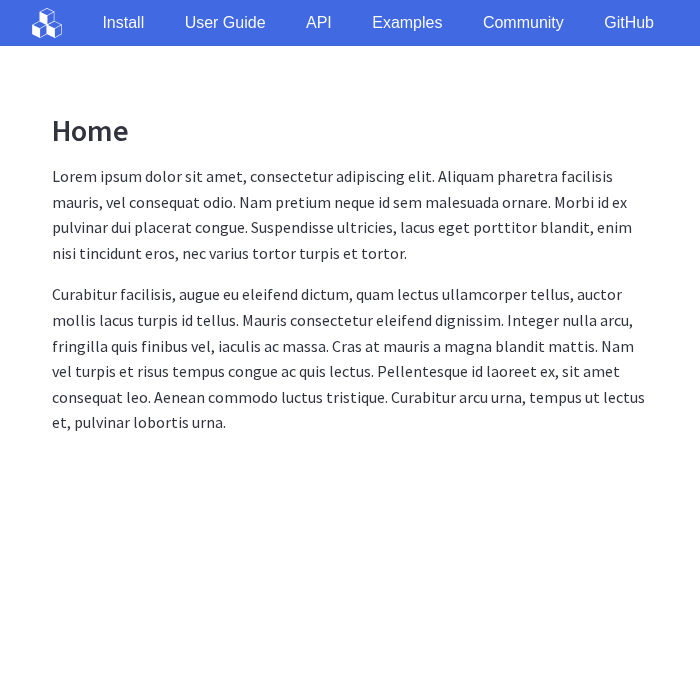 Install User Guide API Examples Community GitHub
Home
Lorem ipsum dolor sit amet, consectetur adipiscing elit. Aliquam pharetra facilisis
mauris, vel consequat odio. Nam pretium neque id sem malesuada ornare. Morbi id ex
pulvinar dui placerat congue. Suspendisse ultricies, lacus eget porttitor blandit, enim
nisi tincidunt eros, nec varius tortor turpis et tortor.
Curabitur facilisis, augue eu eleifend dictum, quam lectus ullamcorper tellus, auctor
mollis lacus turpis id tellus. Mauris consectetur eleifend dignissim. Integer nulla arcu,
fringilla quis finibus vel, iaculis ac massa. Cras at mauris a magna blandit mattis. Nam
vel turpis et risus tempus congue ac quis lectus. Pellentesque id laoreet ex, sit amet
consequat leo. Aenean commodo luctus tristique. Curabitur arcu urna, tempus ut lectus
et, pulvinar lobortis urna.